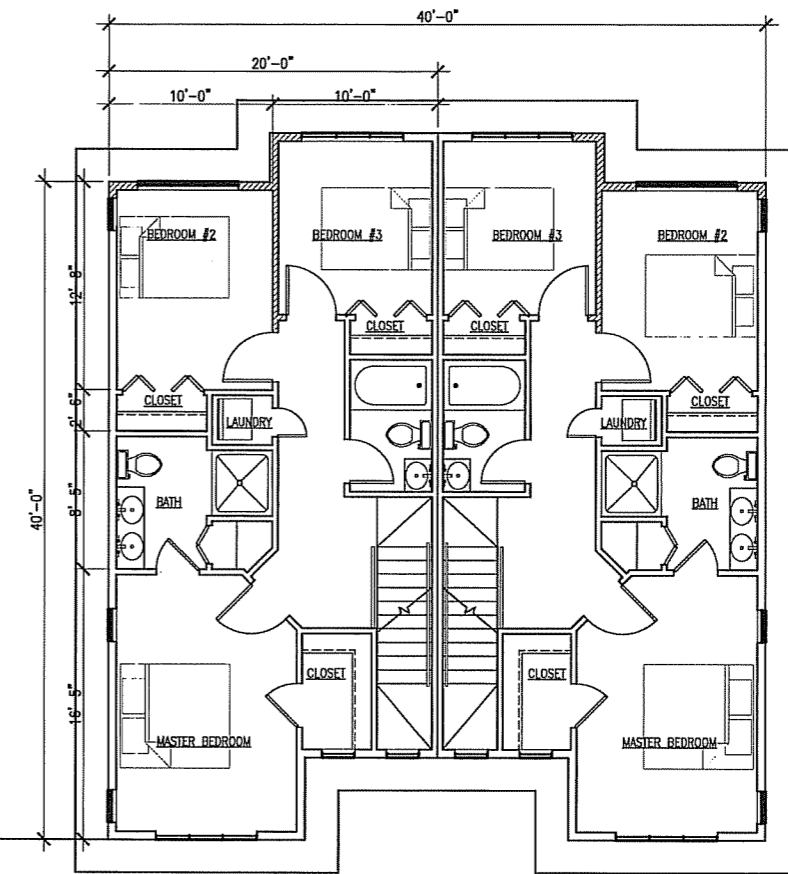 40'-0"
20'-0"
10'-0" 10'-0"
BEDROOM #2 BEDROOM #3 BEDROOM #3 BEDROOM #2
12' 8"
CLOSET CLOSET
CLOSET CLOSET
2' 6"
LAUNDRY LAUNDRY
8' 5"
BATH BATH
40'-0"
CLOSET CLOSET
16' 5"
MASTER BEDROOM MASTER BEDROOM